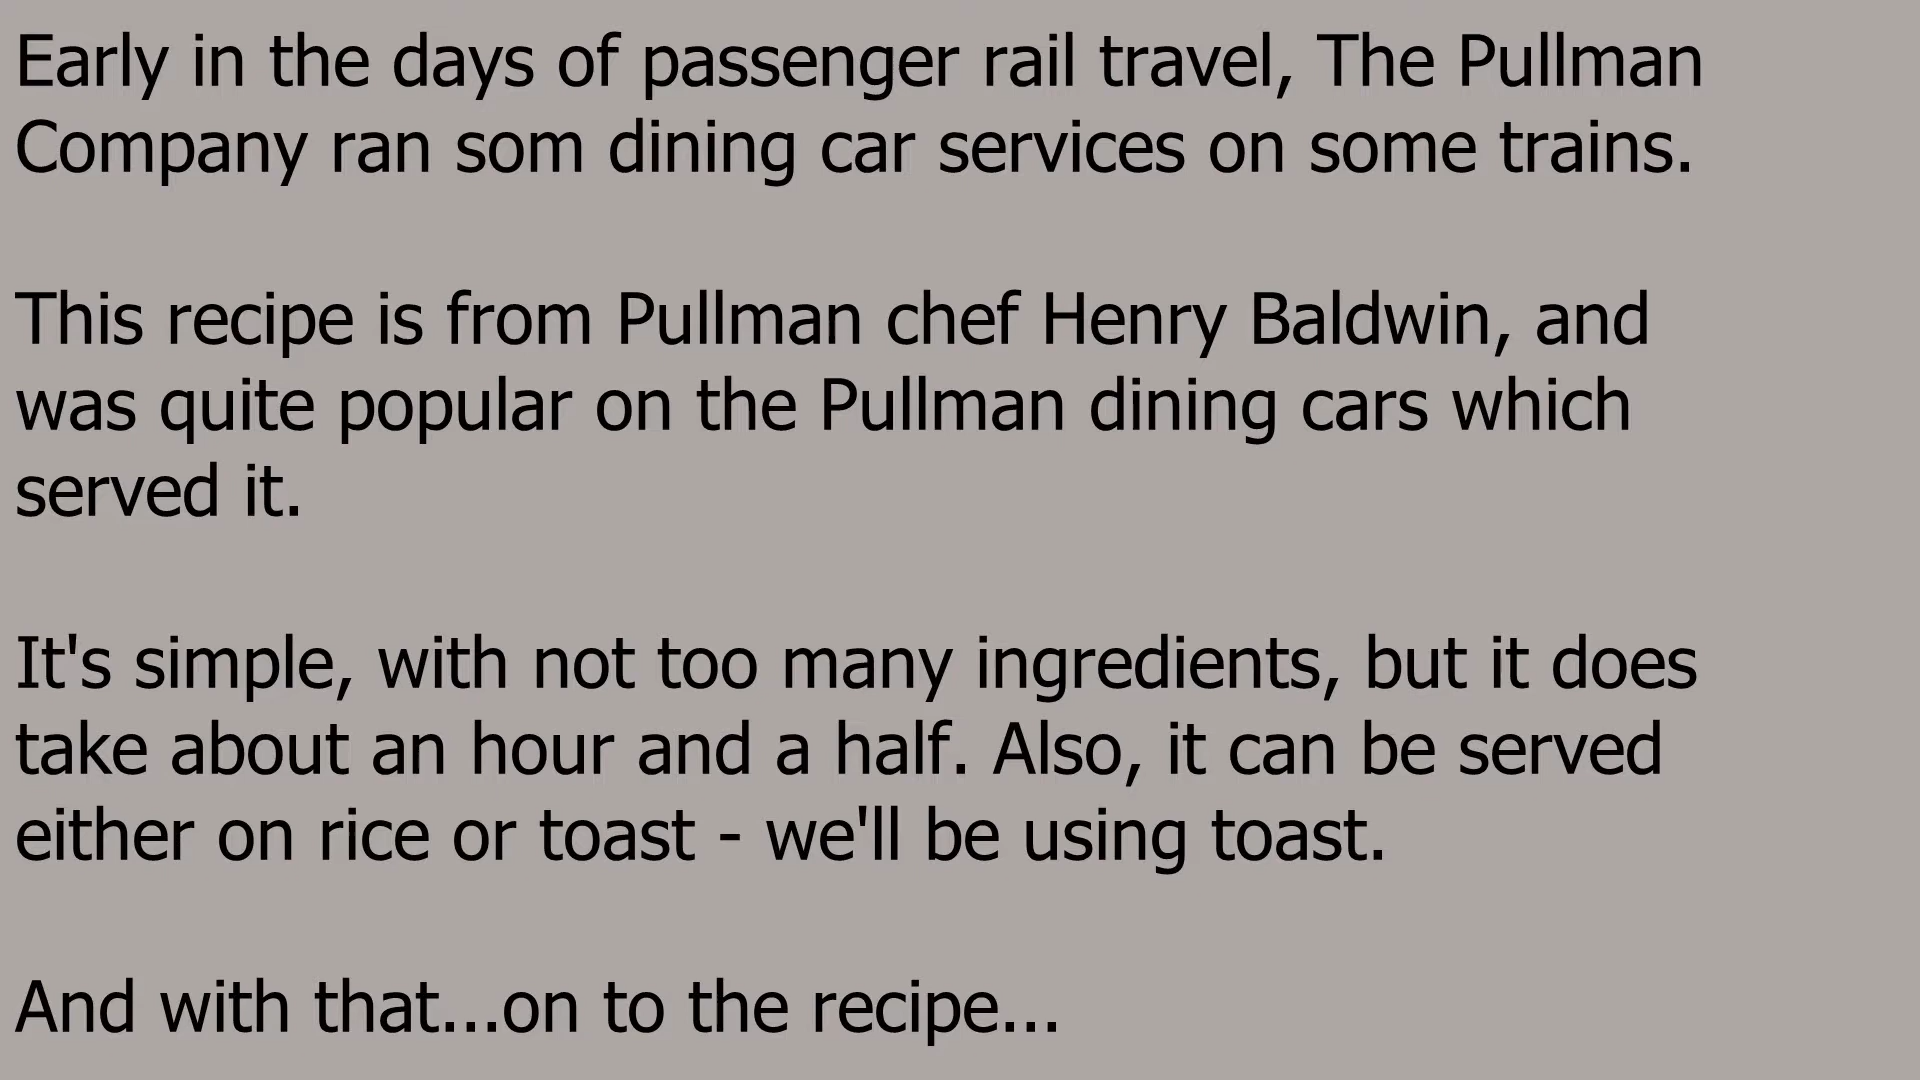 Early in the days of passenger rail travel, The Pullman
Company ran som dining car services on some trains.
This recipe is from Pullman chef Henry Baldwin, and
was quite popular on the Pullman dining cars which
served it.
It's simple, with not too many ingredients, but it does
take about an hour and a half. Also, it can be served
either on rice or toast - we'll be using toast.
And with that...on to the recipe...